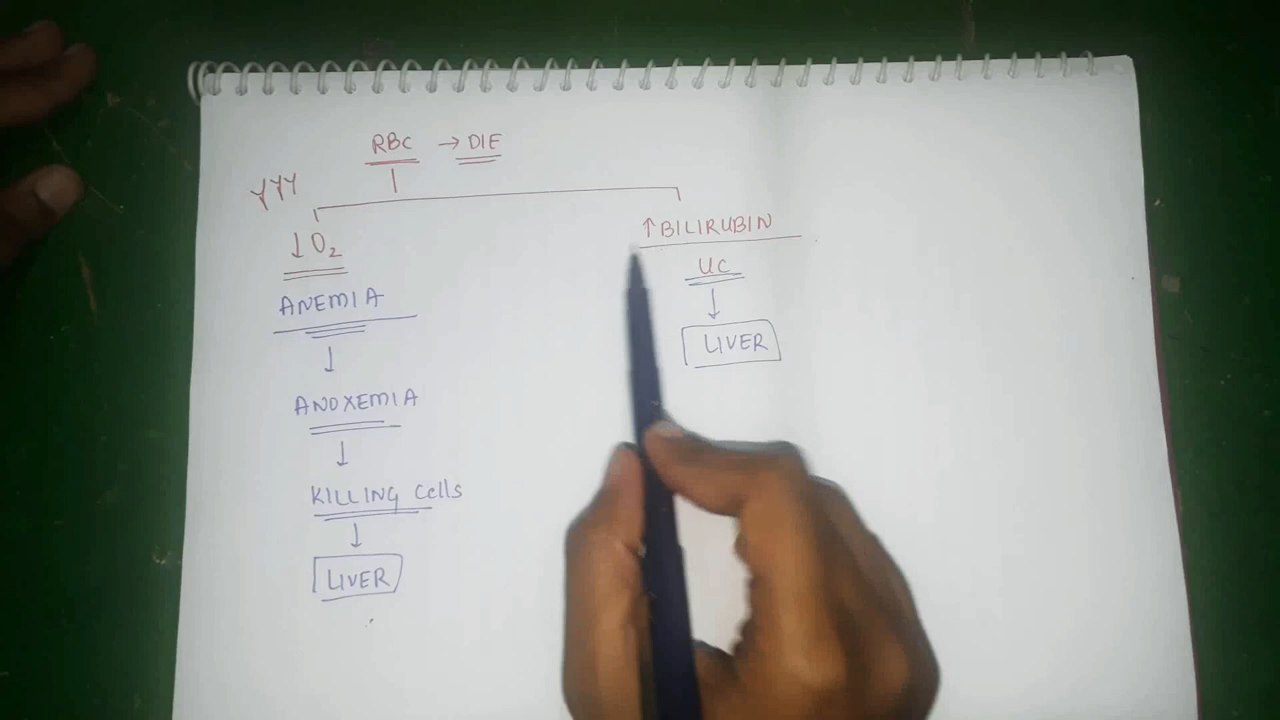 RBC → DIE
YYY
↓ O₂
ANEMIA
↓
ANOXEMIA
↓
KILLING Cells
↓
LIVER
↑ BILIRUBIN
UC
↓
LIVER